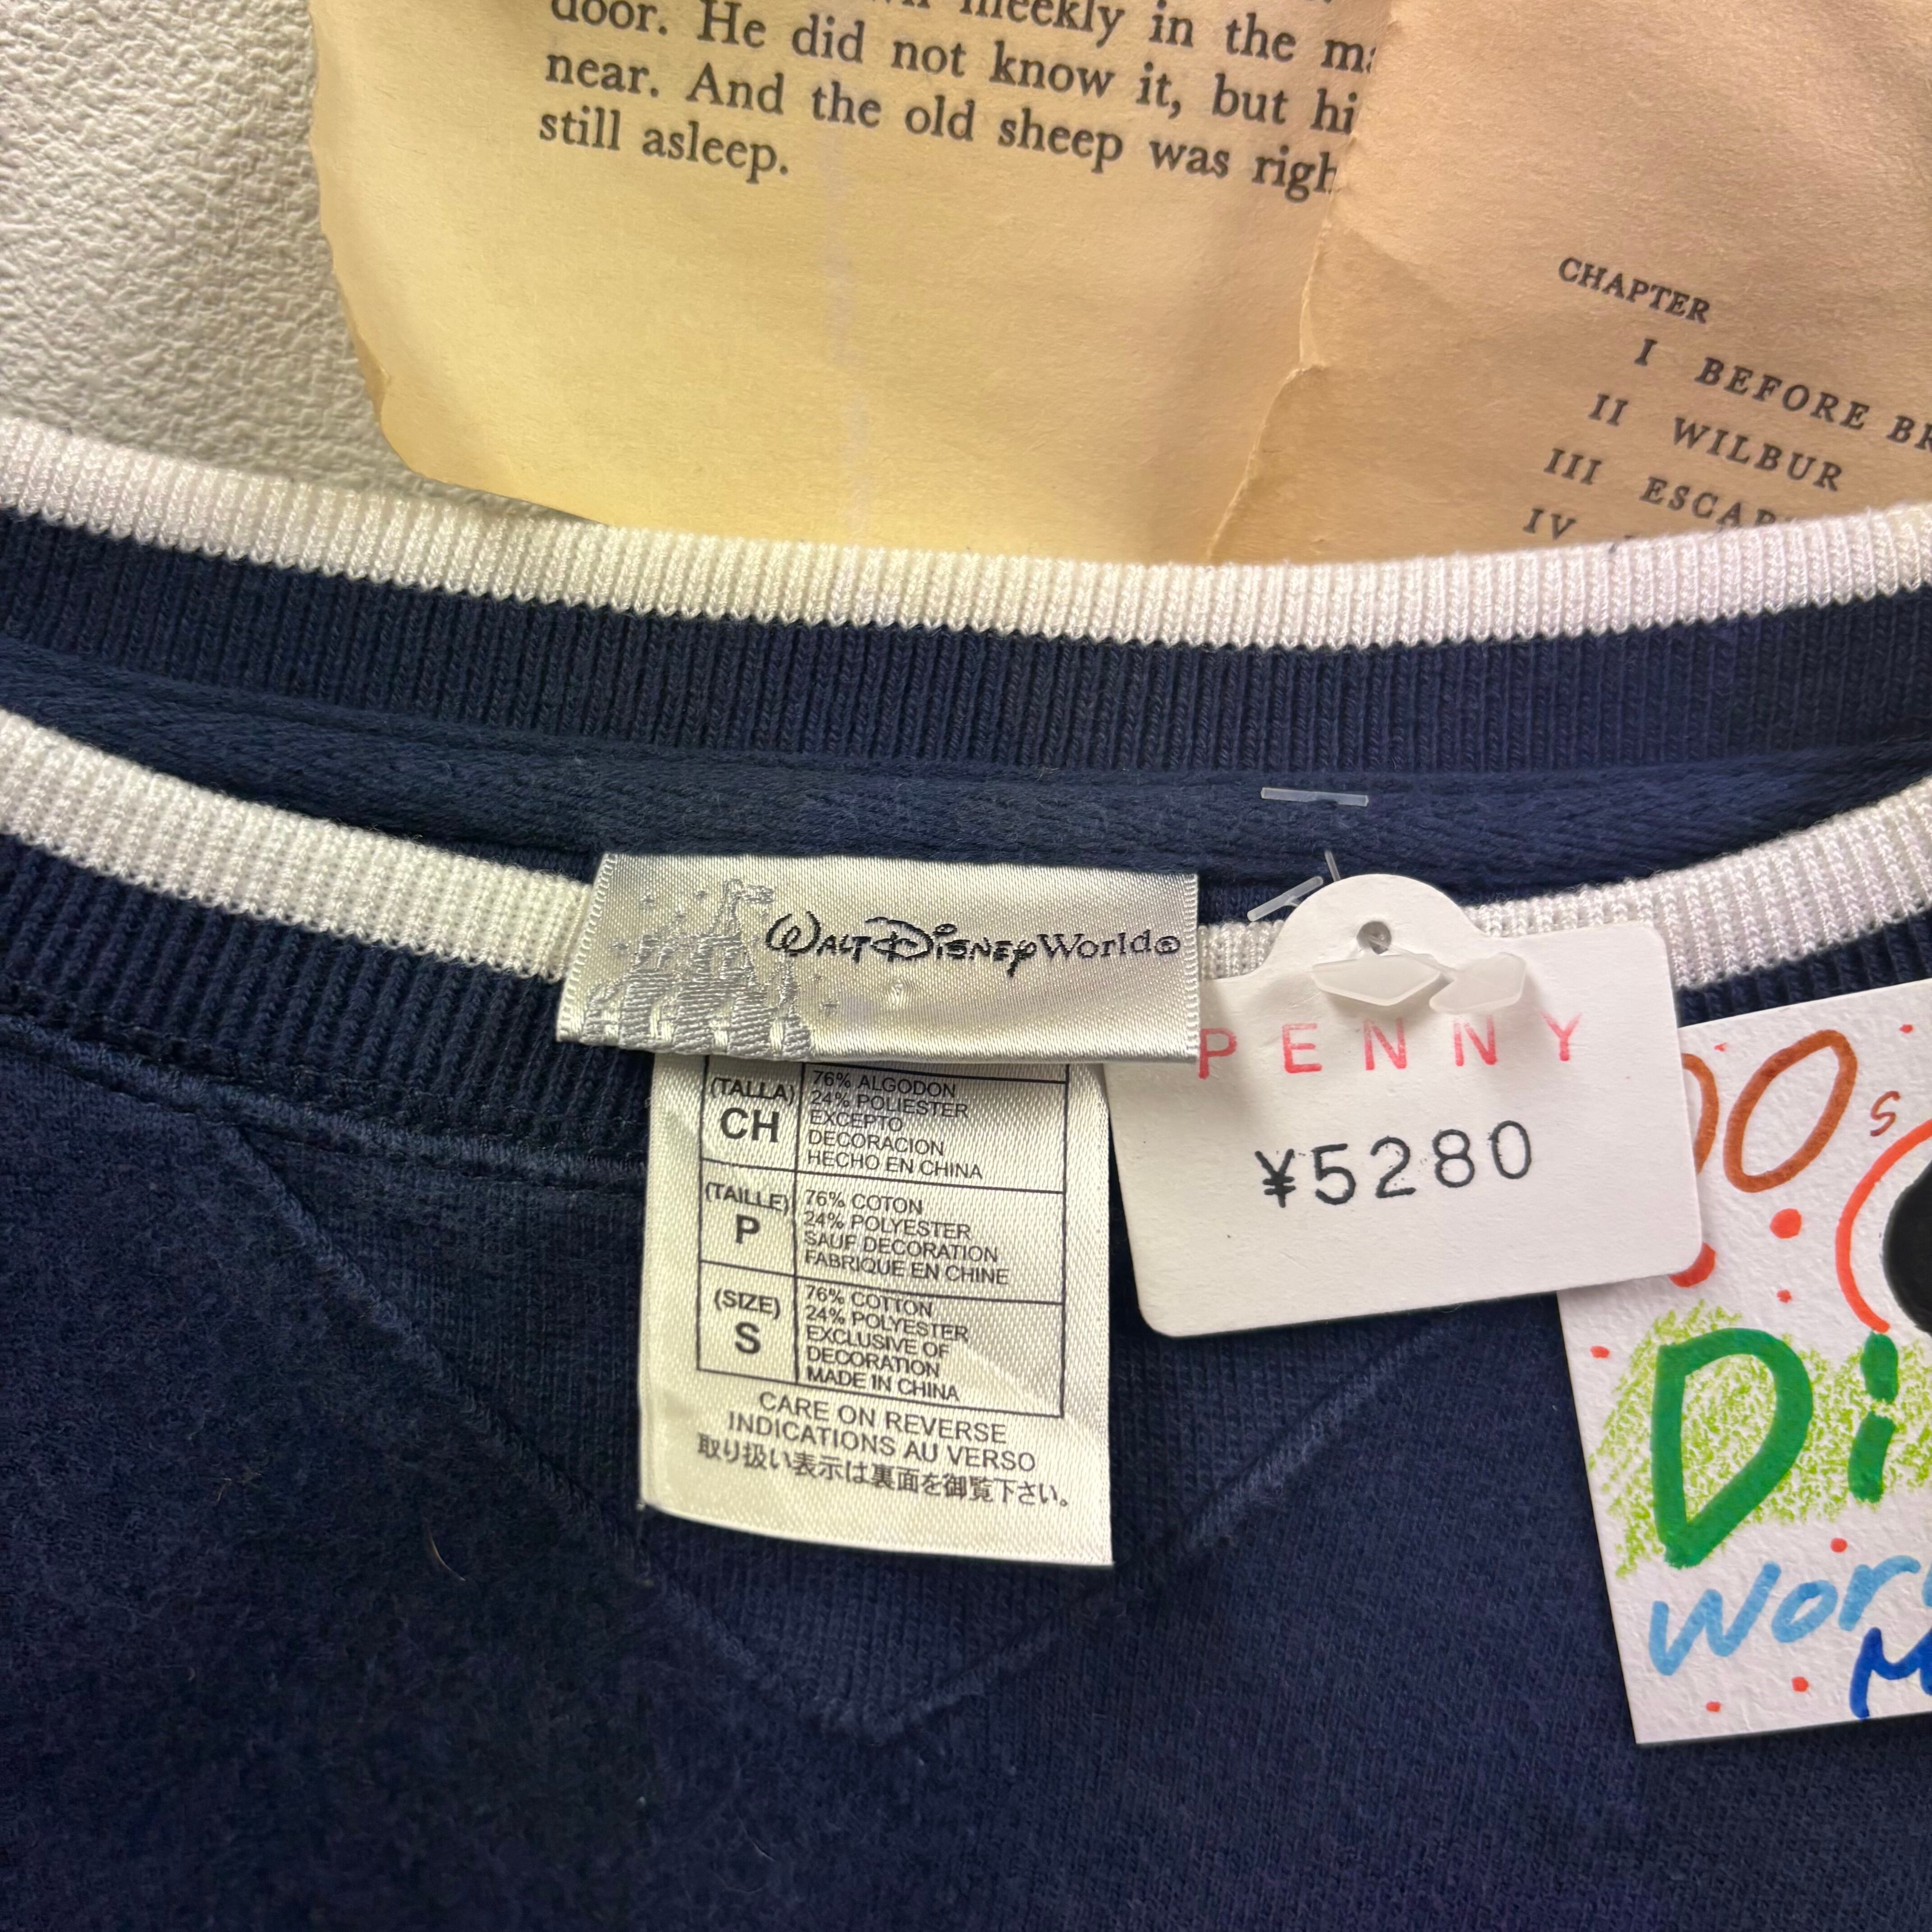 meekly in the
door. He did not know it, but
near. And the old sheep was
still asleep.
CHAPTER
I BEFORE
II WILBUR
III
IV
WALT DISNEY World®
(TALLA)
CH
76% ALGODON
24% POLIESTER
EXCEPTO
DECORACION
HECHO EN CHINA
(TAILLE)
P
76% COTON
24% POLYESTER
SAUF DECORATION
FABRIQUE EN CHINE
(SIZE)
S
76% COTTON
24% POLYESTER
EXCLUSIVE OF
DECORATION
MADE IN CHINA
CARE ON REVERSE
INDICATIONS AU VERSO
取り扱い表示は裏面を御覧下さい。
PENNY
¥5280
00s
Di
Wor
M